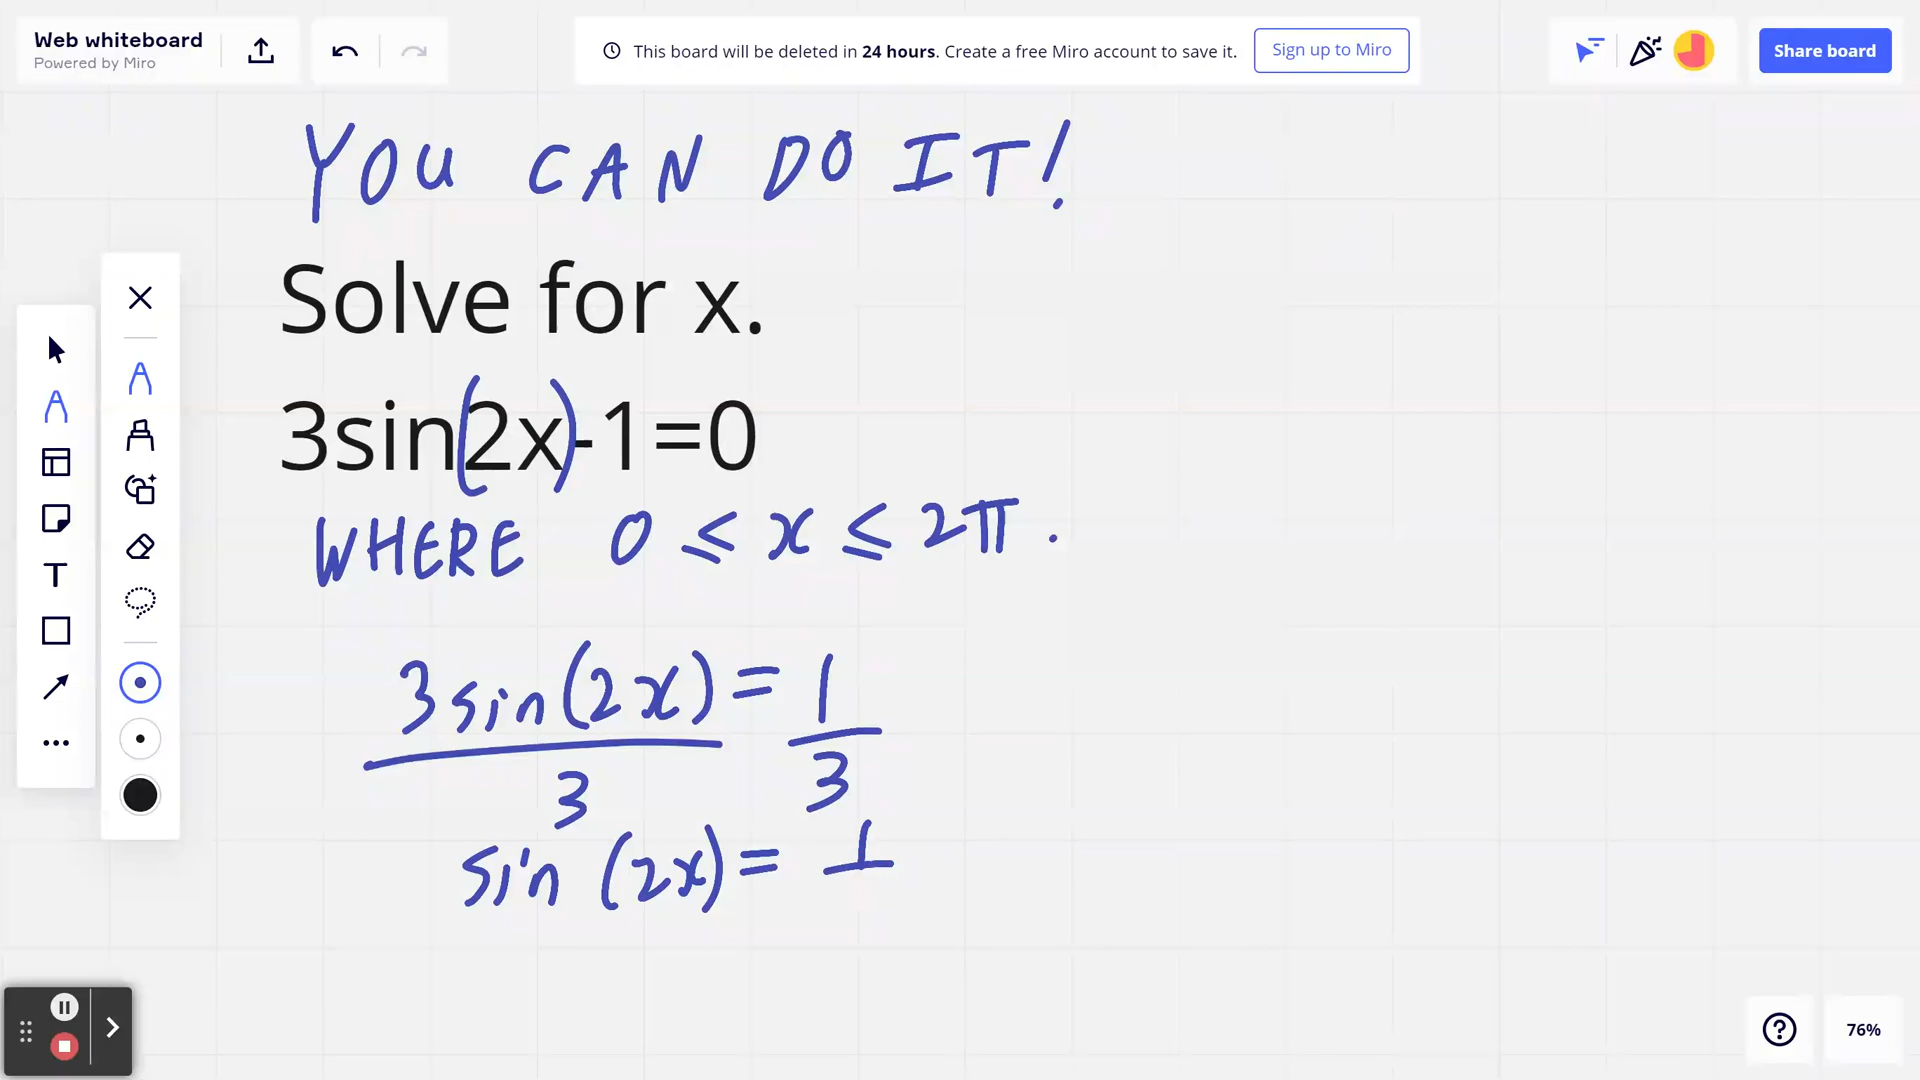 Web whiteboard
Powered by Miro
This board will be deleted in 24 hours. Create a free Miro account to save it.
Sign up to Miro
Share board
YOU CAN DO IT!
Solve for x.
3sin(2x)-1=0
WHERE 0 ≤ x ≤ 2π.
3sin(2x) = 1
3 3
sin (2x) = 1
T
76%